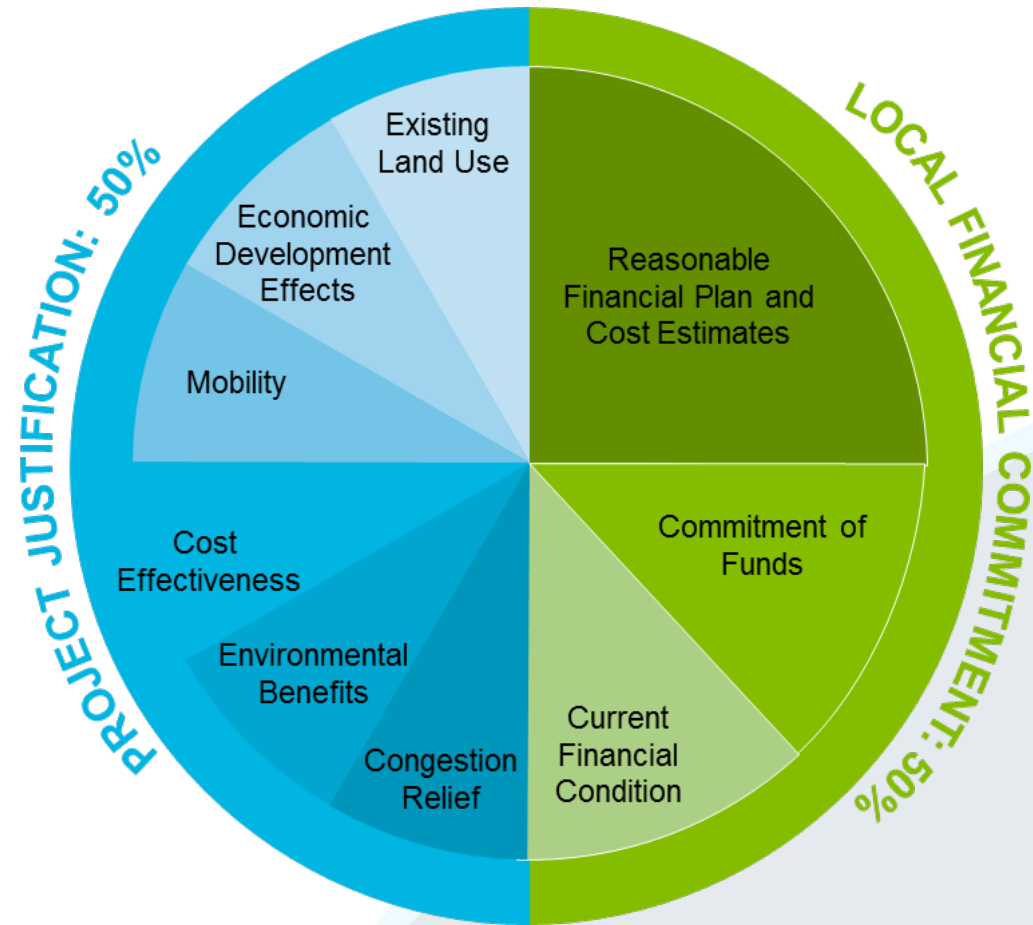 PROJECT JUSTIFICATION: 50%
LOCAL FINANCIAL COMMITMENT: 50%
Existing
Land Use
Economic
Development
Effects
Mobility
Cost
Effectiveness
Environmental
Benefits
Congestion
Relief
Reasonable
Financial Plan and
Cost Estimates
Commitment of
Funds
Current
Financial
Condition